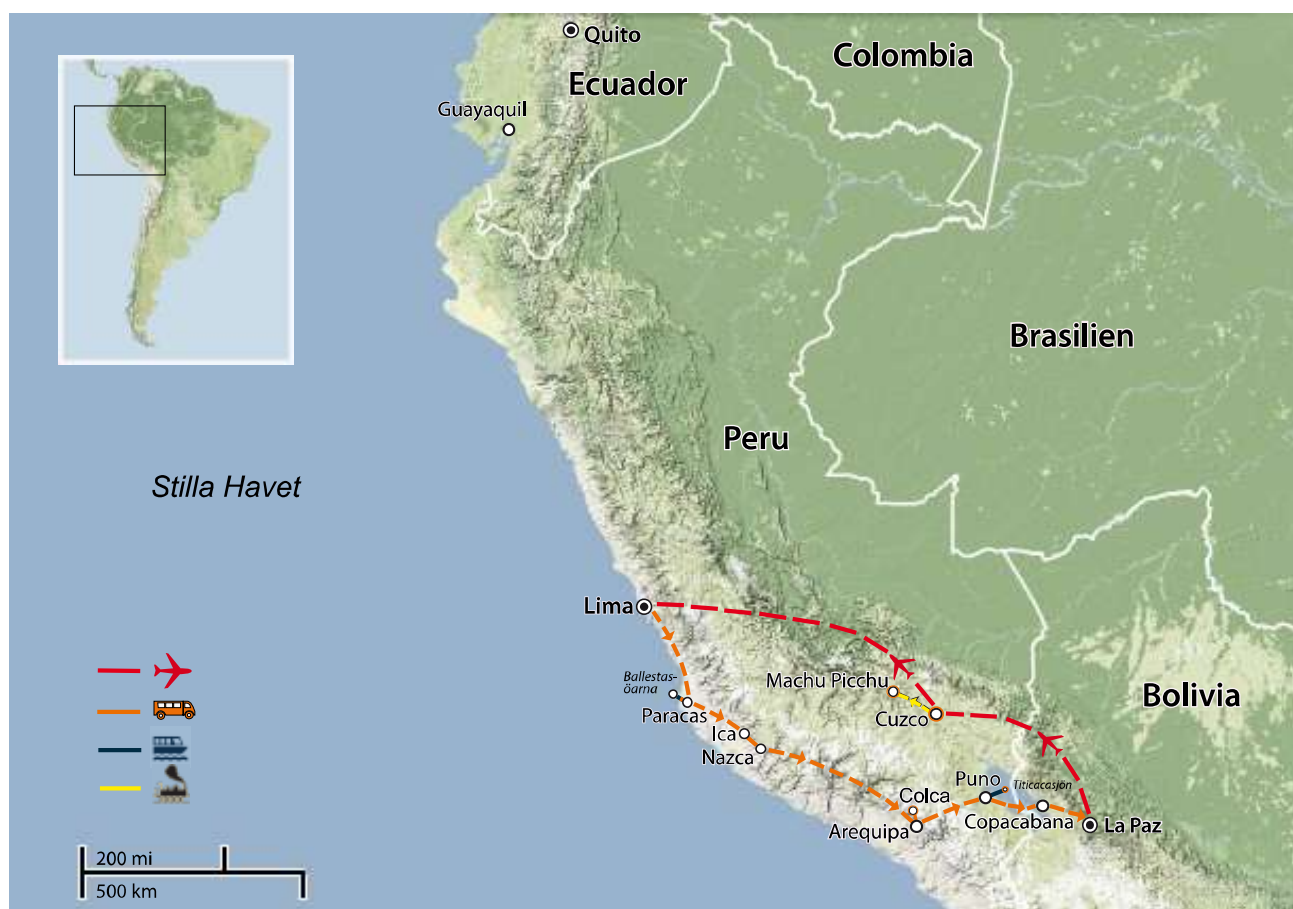 Quito
Colombia
Ecuador
Guayaquil
Brasilien
Peru
Stilla Havet
Lima
Ballestas-
öarna
Machu Picchu
Bolivia
Paracas
Cuzco
Ica
Nazca
Puno
Titicacasjön
Colca
Copacabana
La Paz
Arequipa
200 mi
500 km